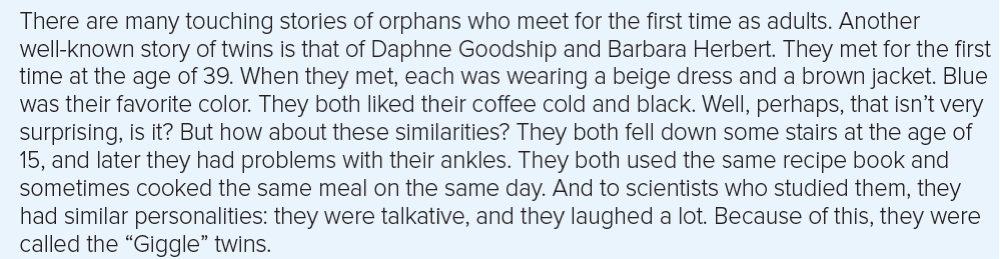 There are many touching stories of orphans who meet for the first time as adults. Another
well-known story of twins is that of Daphne Goodship and Barbara Herbert. They met for the first
time at the age of 39. When they met, each was wearing a beige dress and a brown jacket. Blue
was their favorite color. They both liked their coffee cold and black. Well, perhaps, that isn’t very
surprising, is it? But how about these similarities? They both fell down some stairs at the age of
15, and later they had problems with their ankles. They both used the same recipe book and
sometimes cooked the same meal on the same day. And to scientists who studied them, they
had similar personalities: they were talkative, and they laughed a lot. Because of this, they were
called the “Giggle” twins.